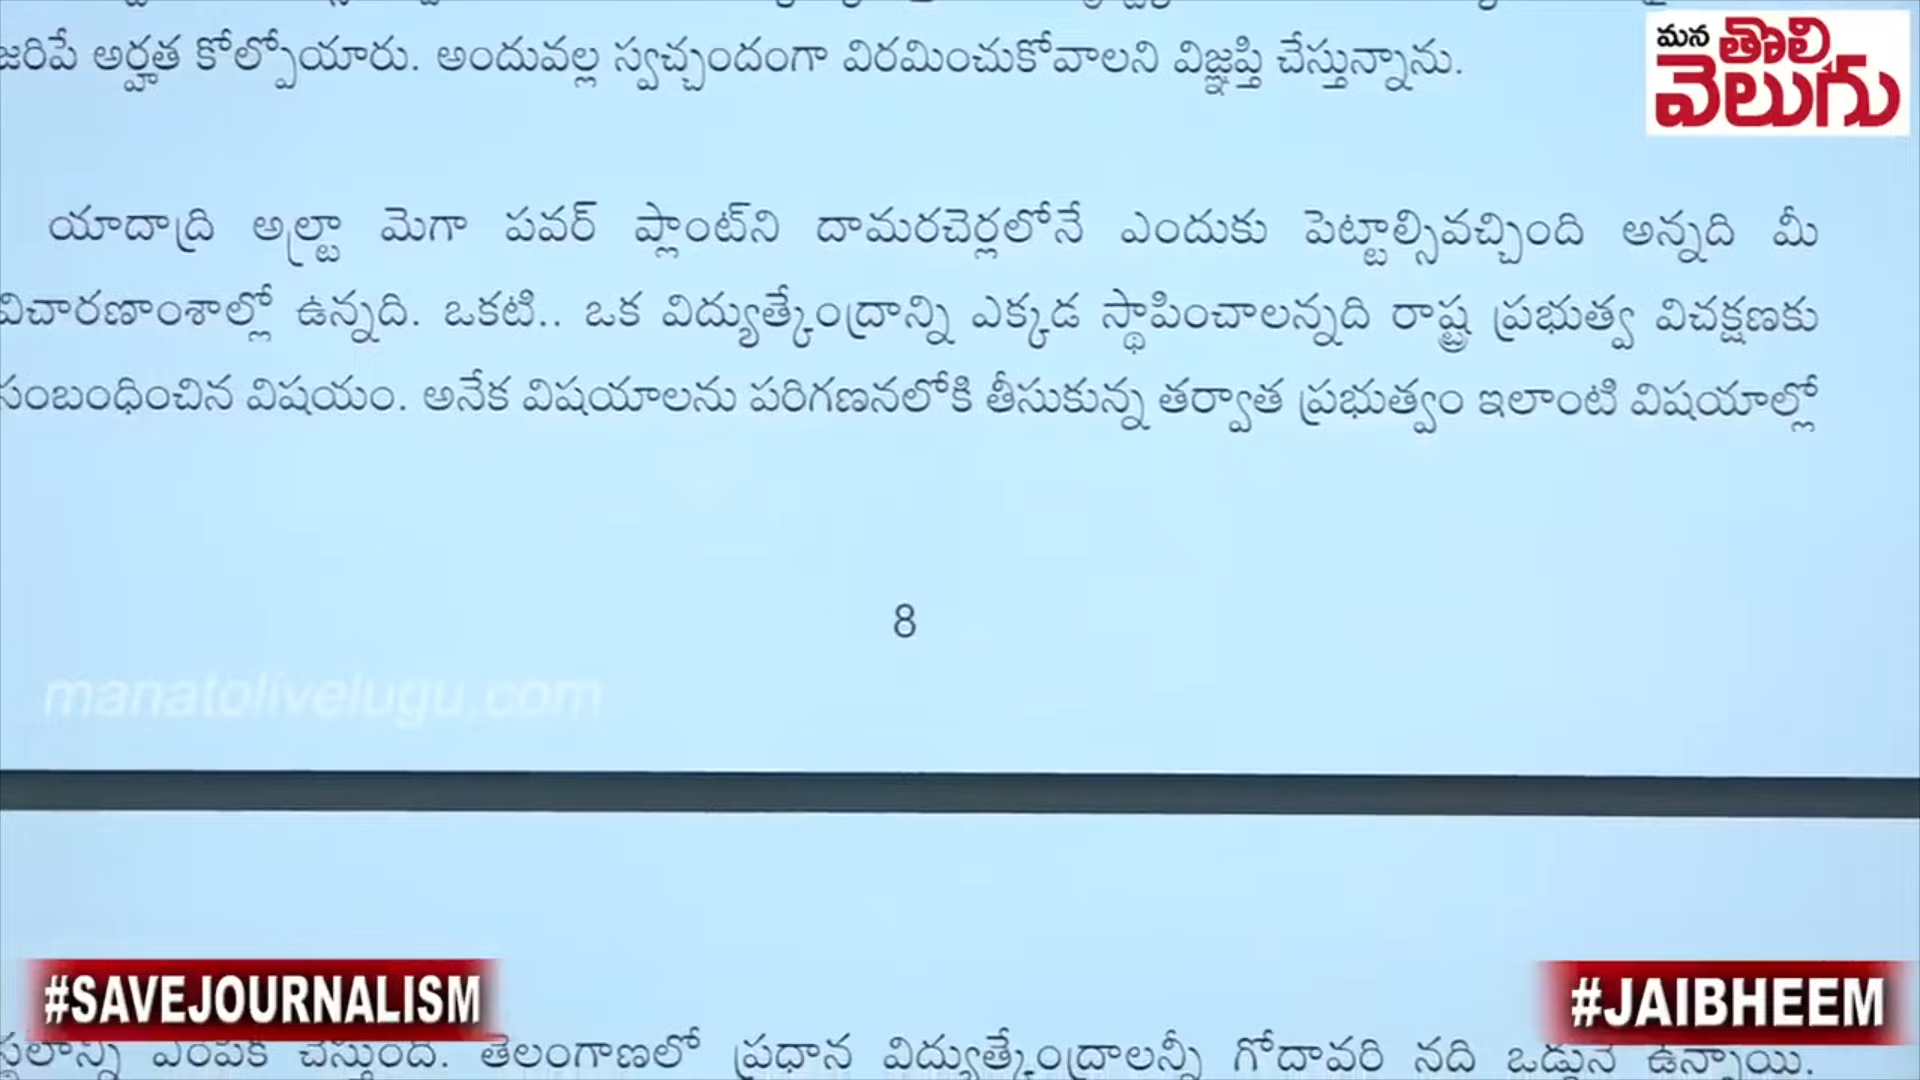 జరిపే అర్హత కోల్పోయారు. అందువల్ల స్వచ్ఛందంగా విరమించుకోవాలని విజ్ఞప్తి చేస్తున్నాను.
మన
తొలి
వెలుగు
యాదాద్రి అల్ట్రా మెగా పవర్ ప్లాంట్‌ని దామరచెర్లలోనే ఎందుకు పెట్టాల్సివచ్చింది అన్నది మీ
విచారణాంశాల్లో ఉన్నది. ఒకటి.. ఒక విద్యుత్కేంద్రాన్ని ఎక్కడ స్థాపించాలన్నది రాష్ట్ర ప్రభుత్వ విచక్షణకు
సంబంధించిన విషయం. అనేక విషయాలను పరిగణనలోకి తీసుకున్న తర్వాత ప్రభుత్వం ఇలాంటి విషయాల్లో
8
manatolivelugu.com
#SAVEJOURNALISM
#JAIBHEEM
స్థలాన్ని ఎంపిక చేస్తుంది. తెలంగాణలో ప్రధాన విద్యుత్కేంద్రాలన్నీ గోదావరి నది ఒడ్డునే ఉన్నాయి.